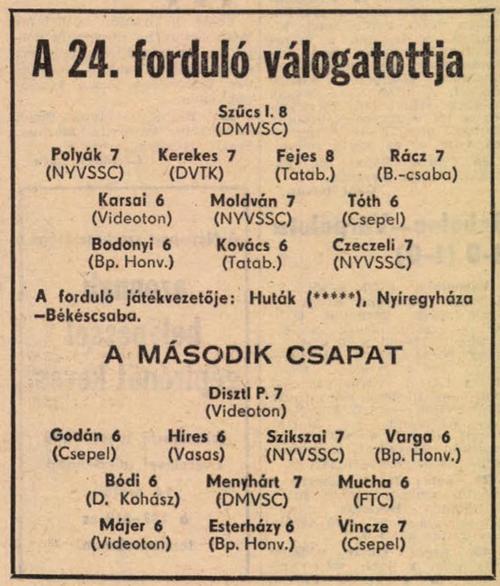 A 24. forduló válogatottja
Szűcs I. 8
(DMVSC)
Polyák 7 Kerekes 7 Fejes 8 Rácz 7
(NYVSSC) (DVTK) (Tatab.) (B.-csaba)
Karsai 6 Moldván 7 Tóth 6
(Videoton) (NYVSSC) (Csepel)
Bodonyi 6 Kovács 6 Czeczeli 7
(Bp. Honv.) (Tatab.) (NYVSSC)
A forduló játékvezetője: Huták (*****), Nyíregyháza
–Békéscsaba.
A MÁSODIK CSAPAT
Disztl P. 7
(Videoton)
Godán 6 Híres 6 Szikszai 7 Varga 6
(Csepel) (Vasas) (NYVSSC) (Bp. Honv.)
Bódi 6 Menyhárt 7 Mucha 6
(D. Kohász) (DMVSC) (FTC)
Májer 6 Esterházy 6 Vincze 7
(Videoton) (Bp. Honv.) (Csepel)